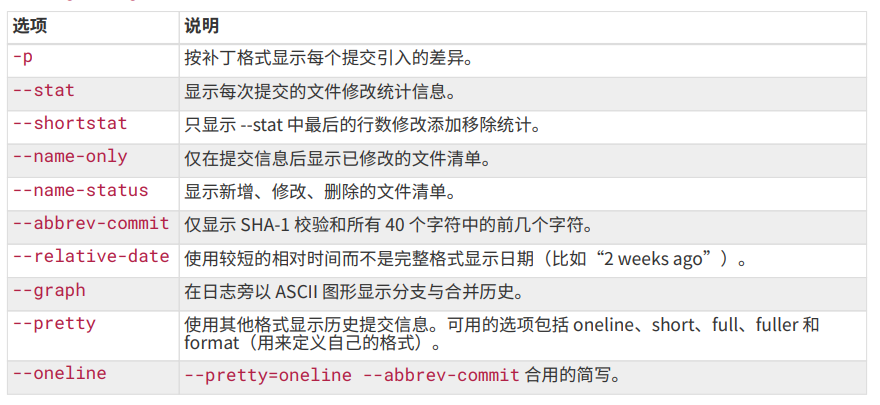 选项 说明
-p 按补丁格式显示每个提交引入的差异。
--stat 显示每次提交的文件修改统计信息。
--shortstat 只显示 --stat 中最后的行数修改添加移除统计。
--name-only 仅在提交信息后显示已修改的文件清单。
--name-status 显示新增、修改、删除的文件清单。
--abbrev-commit 仅显示 SHA-1 校验和所有 40 个字符中的前几个字符。
--relative-date 使用较短的相对时间而不是完整格式显示日期（比如“2 weeks ago”）。
--graph 在日志旁以 ASCII 图形显示分支与合并历史。
--pretty 使用其他格式显示历史提交信息。可用的选项包括 oneline、short、full、fuller 和
format（用来定义自己的格式）。
--oneline --pretty=oneline --abbrev-commit 合用的简写。